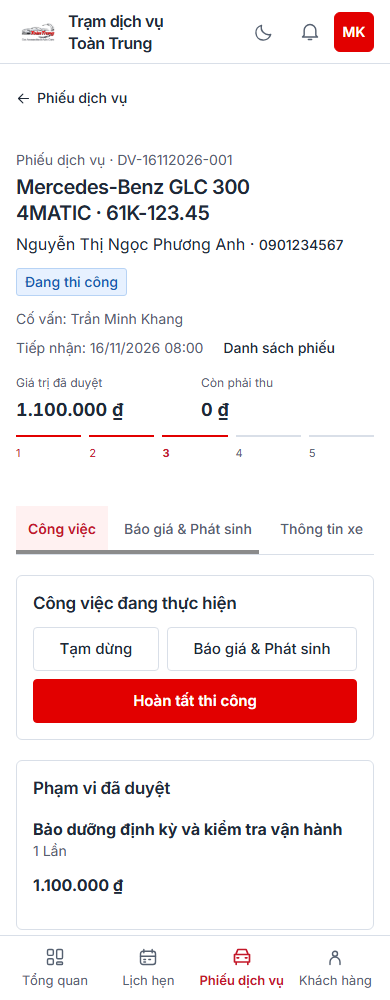 Toàn Trung
Trạm dịch vụ
Toàn Trung
MK
Phiếu dịch vụ
Phiếu dịch vụ · DV-16112026-001
Mercedes-Benz GLC 300
4MATIC · 61K-123.45
Nguyễn Thị Ngọc Phương Anh · 0901234567
Đang thi công
Cố vấn: Trần Minh Khang
Tiếp nhận: 16/11/2026 08:00 Danh sách phiếu
Giá trị đã duyệt Còn phải thu
1.100.000 ₫ 0 ₫
1 2 3 4 5
Công việc Báo giá & Phát sinh Thông tin xe
Công việc đang thực hiện
Tạm dừng Báo giá & Phát sinh
Hoàn tất thi công
Phạm vi đã duyệt
Bảo dưỡng định kỳ và kiểm tra vận hành
1 Lần
1.100.000 ₫
Tổng quan Lịch hẹn Phiếu dịch vụ Khách hàng